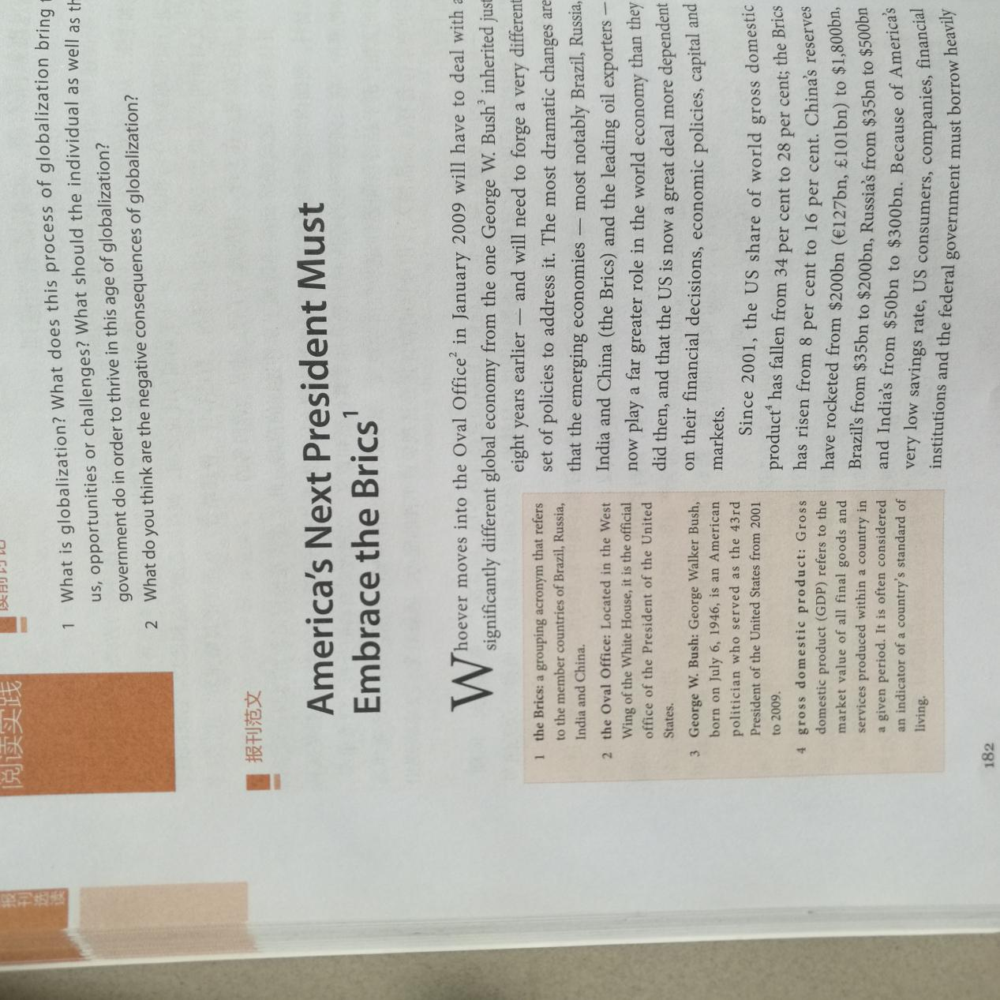 报刊选读
阅读实践
读前讨论
1 What is globalization? What does this process of globalization bring
us, opportunities or challenges? What should the individual as well as
government do in order to thrive in this age of globalization?
2 What do you think are the negative consequences of globalization?
报刊范文
America's Next President Must
Embrace the Brics¹
Whoever moves into the Oval Office² in January 2009 will have to deal with a
significantly different global economy from the one George W. Bush³ inherited just
eight years earlier — and will need to forge a very different
set of policies to address it. The most dramatic changes are
that the emerging economies — most notably Brazil, Russia,
India and China (the Brics) and the leading oil exporters —
now play a far greater role in the world economy than they
did then, and that the US is now a great deal more dependent
on their financial decisions, economic policies, capital and
markets.
Since 2001, the US share of world gross domestic
product⁴ has fallen from 34 per cent to 28 per cent; the Brics
has risen from 8 per cent to 16 per cent. China's reserves
have rocketed from $200bn (€127bn, £101bn) to $1,800bn,
Brazil's from $35bn to $200bn, Russia's from $35bn to $500bn
and India's from $50bn to $300bn. Because of America's
very low savings rate, US consumers, companies, financial
institutions and the federal government must borrow heavily
1 the Brics: a grouping acronym that refers
to the member countries of Brazil, Russia,
India and China.
2 the Oval Office: Located in the West
Wing of the White House, it is the official
office of the President of the United
States.
3 George W. Bush: George Walker Bush,
born on July 6, 1946, is an American
politician who served as the 43rd
President of the United States from 2001
to 2009.
4 gross domestic product: Gross
domestic product (GDP) refers to the
market value of all final goods and
services produced within a country in
a given period. It is often considered
an indicator of a country's standard of
living.
182